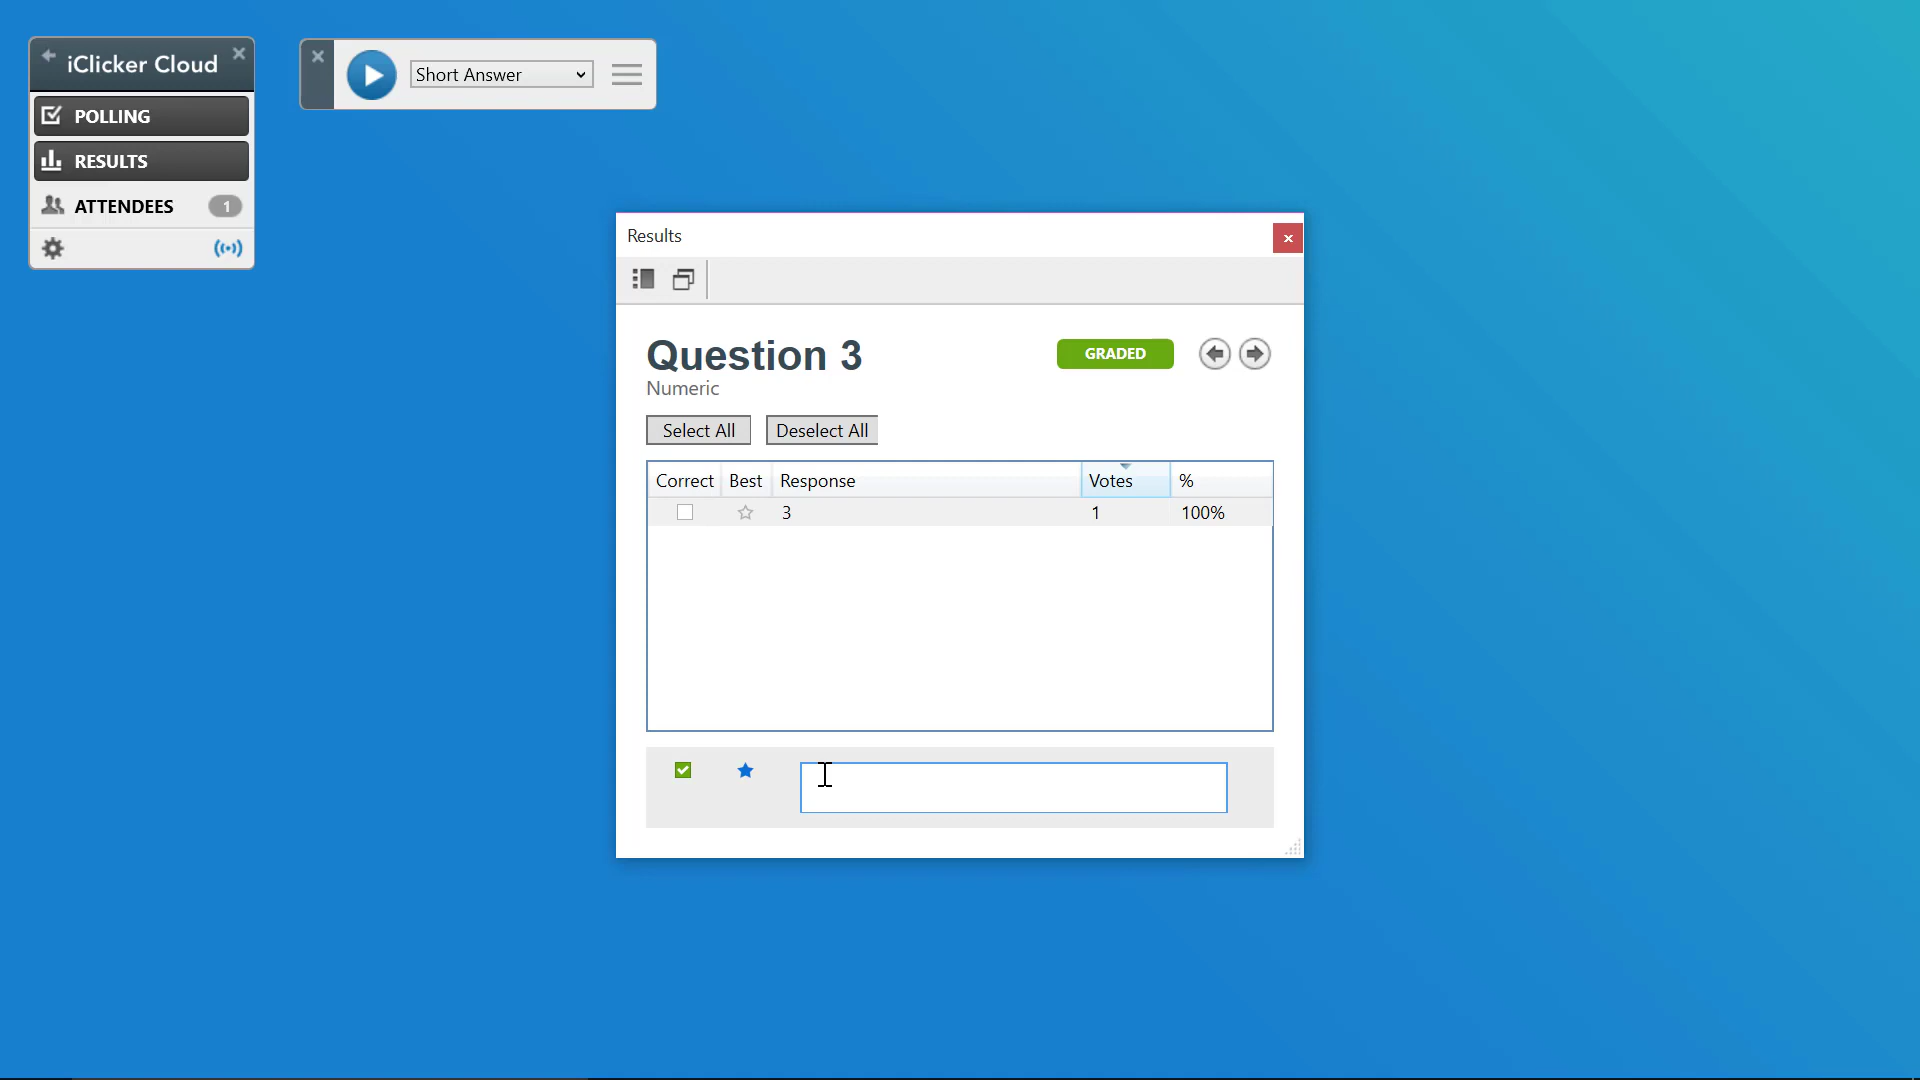 iClicker Cloud
POLLING
RESULTS
ATTENDEES 1
Short Answer
Results
Question 3
GRADED
Numeric
Select All Deselect All
Correct Best Response Votes %
3 1 100%